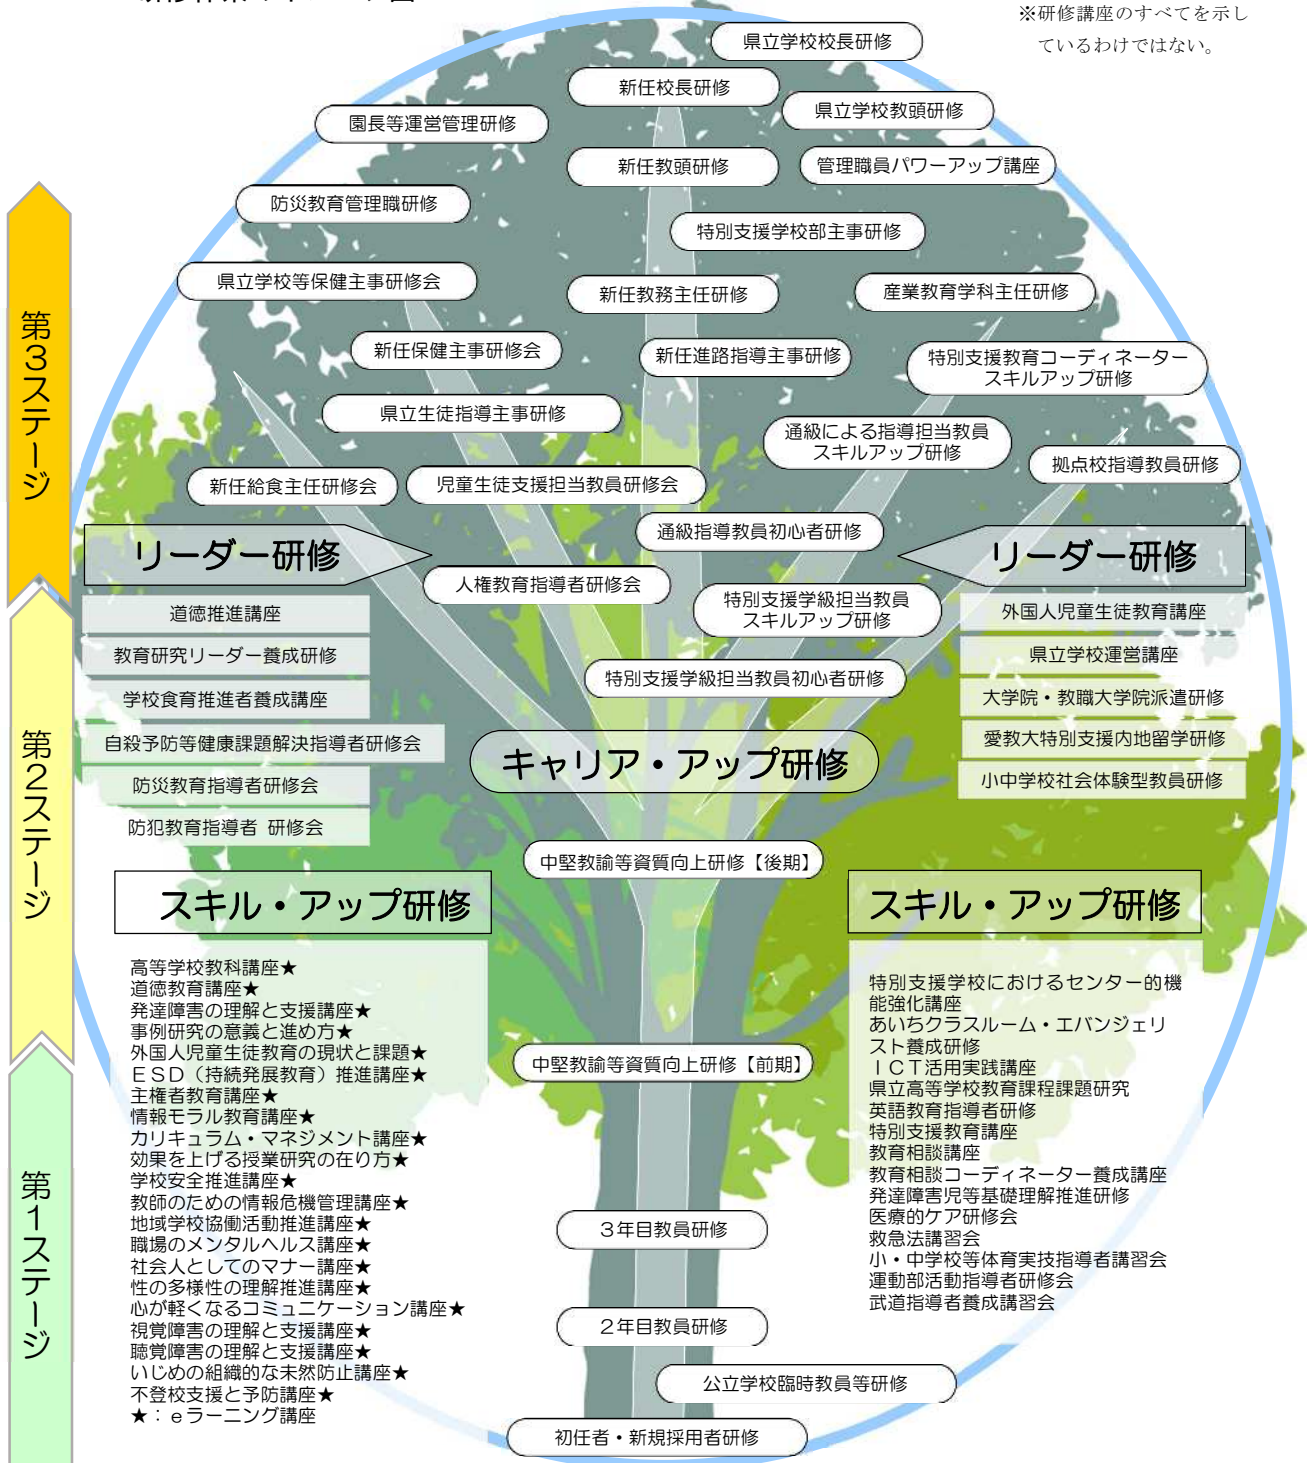 ※研修講座のすべてを示し
ているわけではない。
県立学校校長研修
新任校長研修
県立学校教頭研修
園長等運営管理研修
新任教頭研修
管理職員パワーアップ講座
防災教育管理職研修
特別支援学校部主事研修
県立学校等保健主事研修会
新任教務主任研修
産業教育学科主任研修
新任保健主事研修会
新任進路指導主事研修
特別支援教育コーディネーター
スキルアップ研修
県立生徒指導主事研修
通級による指導担当教員
スキルアップ研修
拠点校指導教員研修
新任給食主任研修会
児童生徒支援担当教員研修会
通級指導教員初心者研修
人権教育指導者研修会
特別支援学級担当教員
スキルアップ研修
特別支援学級担当教員初心者研修
第3ステージ
第2ステージ
第1ステージ
リーダー研修
道徳推進講座
教育研究リーダー養成研修
学校食育推進者養成講座
自殺予防等健康課題解決指導者研修会
防災教育指導者研修会
防犯教育指導者 研修会
リーダー研修
外国人児童生徒教育講座
県立学校運営講座
大学院・教職大学院派遣研修
愛教大特別支援内地留学研修
小中学校社会体験型教員研修
キャリア・アップ研修
中堅教諭等資質向上研修【後期】
中堅教諭等資質向上研修【前期】
3年目教員研修
2年目教員研修
公立学校臨時教員等研修
初任者・新規採用者研修
スキル・アップ研修
高等学校教科講座★
道徳教育講座★
発達障害の理解と支援講座★
事例研究の意義と進め方★
外国人児童生徒教育の現状と課題★
ESD（持続発展教育）推進講座★
主権者教育講座★
情報モラル教育講座★
カリキュラム・マネジメント講座★
効果を上げる授業研究の在り方★
学校安全推進講座★
教師のための情報危機管理講座★
地域学校協働活動推進講座★
職場のメンタルヘルス講座★
社会人としてのマナー講座★
性の多様性の理解推進講座★
心が軽くなるコミュニケーション講座★
視覚障害の理解と支援講座★
聴覚障害の理解と支援講座★
いじめの組織的な未然防止講座★
不登校支援と予防講座★
★：eラーニング講座
スキル・アップ研修
特別支援学校におけるセンター的機
能強化講座
あいちクラスルーム・エバンジェリ
スト養成研修
ICT活用実践講座
県立高等学校教育課程課題研究
英語教育指導者研修
特別支援教育講座
教育相談講座
教育相談コーディネーター養成講座
発達障害児等基礎理解推進研修
医療的ケア研修会
救急法講習会
小・中学校等体育実技指導者講習会
運動部活動指導者研修会
武道指導者養成講習会